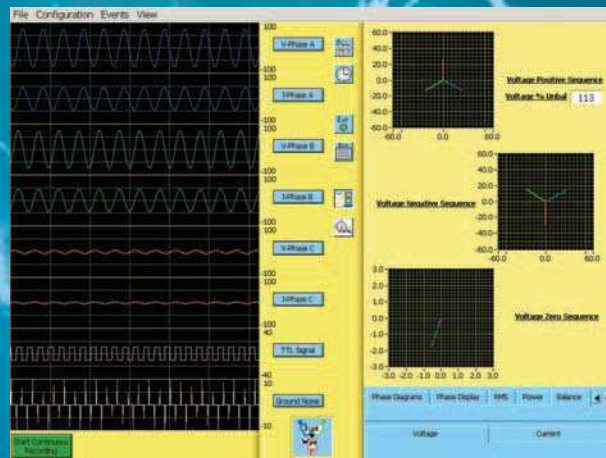 File Configuration Events View
100
V-Phase A
-100
100
I-Phase A
-100
100
V-Phase B
-100
100
I-Phase B
-100
100
V-Phase C
-100
100
I-Phase C
-100
40
TTL Signal
-40
10
Ground Noise
-10
Start Continuous
Recording
60.0
40.0
20.0
0.0
-20.0
-40.0
-60.0
-60.0 0.0 60.0
Voltage Positive Sequence
Voltage % Unbal 113
60.0
40.0
20.0
0.0
-20.0
-40.0
-60.0
-60.0 0.0 60.0
Voltage Negative Sequence
3.0
2.0
1.0
0.0
-1.0
-2.0
-3.0
-3.0 -2.0 -1.0 0.0 1.0 2.0 3.0
Voltage Zero Sequence
Phase Diagrams Phase Display RMS Power Balance
Voltage Current